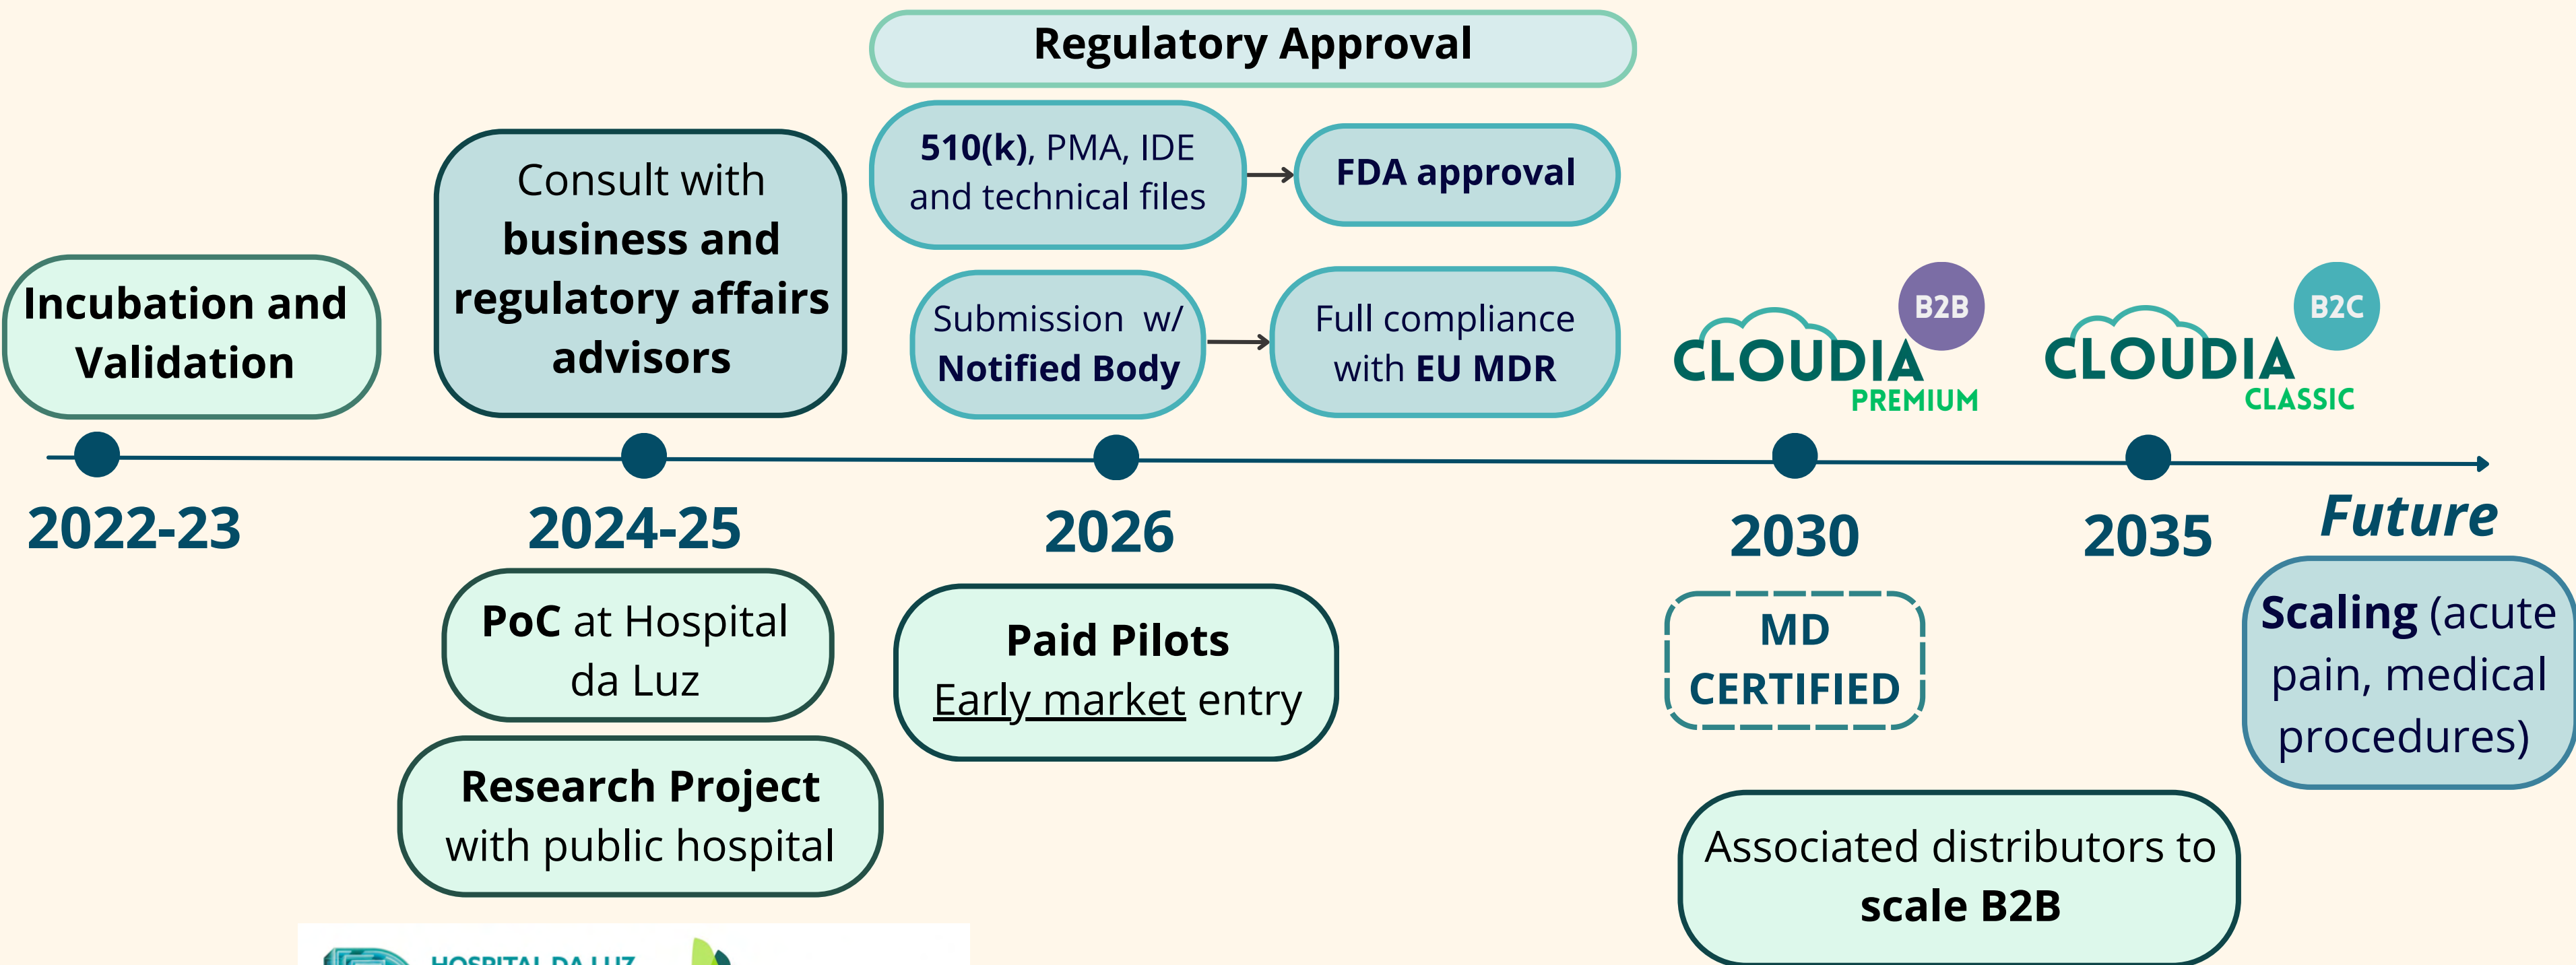 Regulatory Approval
510(k), PMA, IDE
and technical files
FDA approval
Consult with
business and
regulatory affairs
advisors
Incubation and
Validation
Submission w/
Notified Body
Full compliance
with EU MDR
B2B
CLOUDIA
PREMIUM
B2C
CLOUDIA
CLASSIC
2022-23
2024-25
2026
2030
2035
Future
PoC at Hospital
da Luz
Research Project
with public hospital
Paid Pilots
Early market entry
MD
CERTIFIED
Scaling (acute
pain, medical
procedures)
Associated distributors to
scale B2B
HOSPITAL DA LUZ